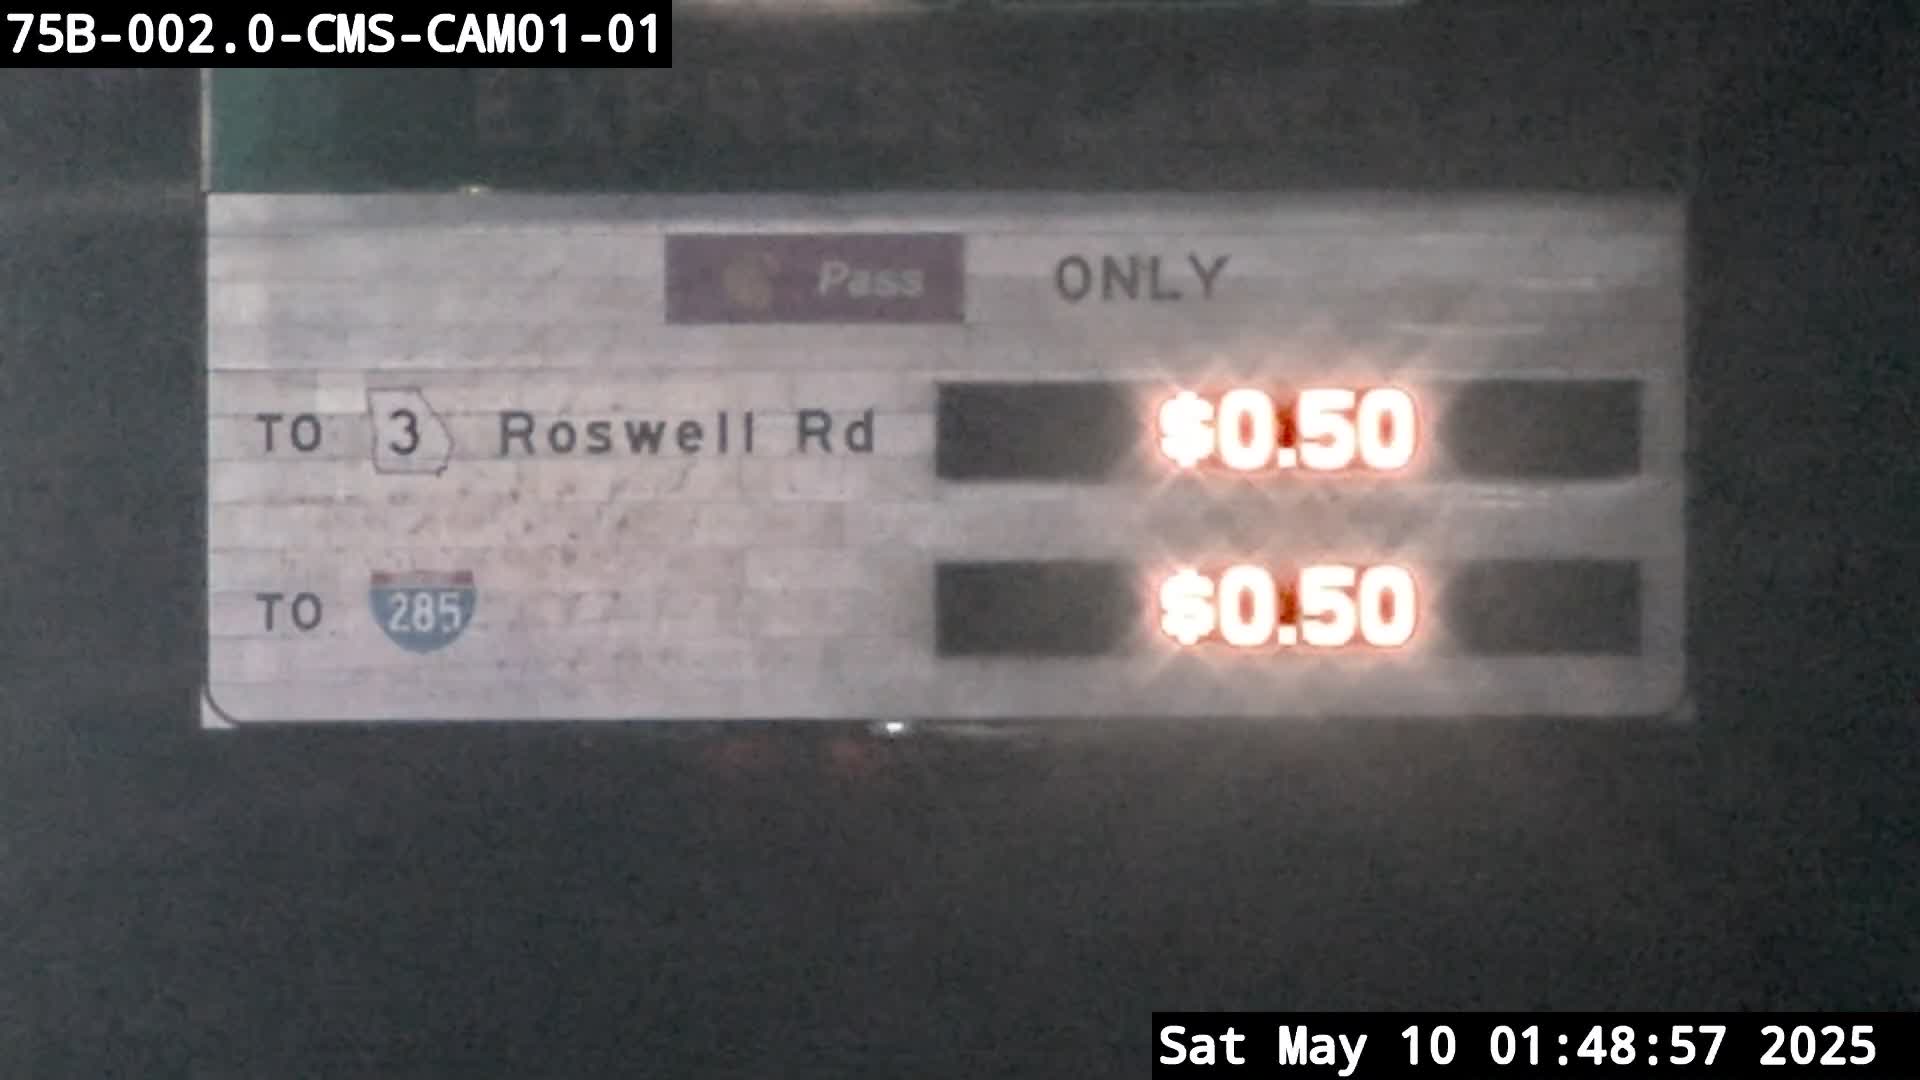 75B-002.0-CMS-CAM01-01
EXPRESS
Pass ONLY
TO 3 Roswell Rd $0.50
TO 285 $0.50
Sat May 10 01:48:57 2025